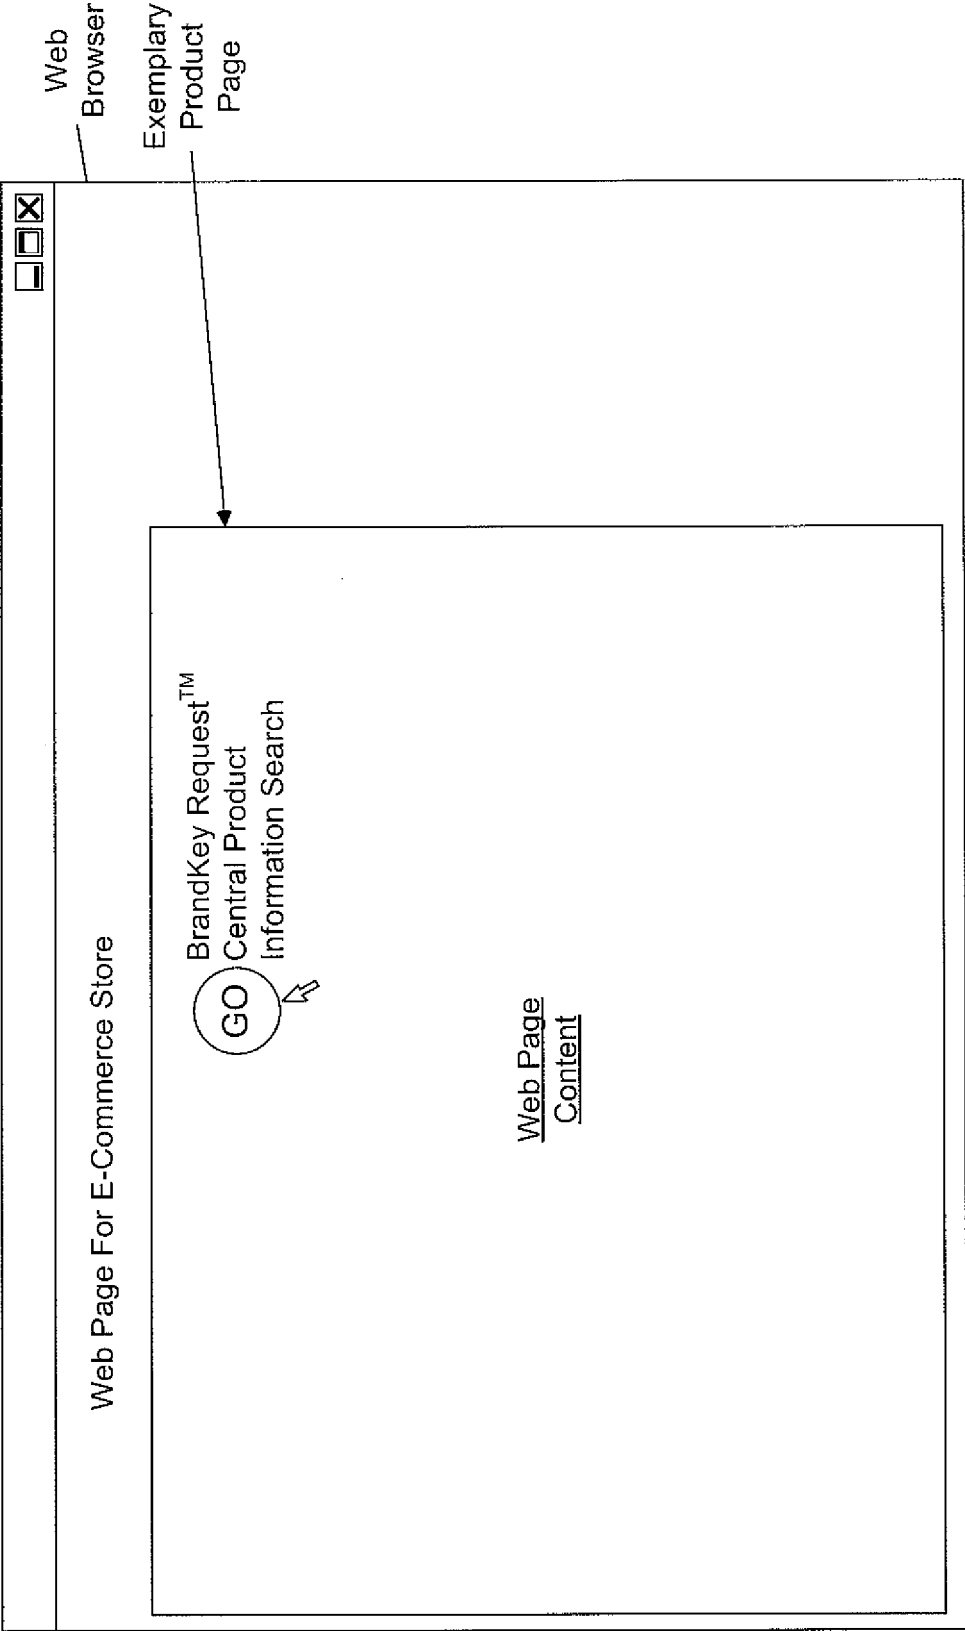 Web
Browser
Exemplary
Product
Page
Web Page For E-Commerce Store
GO
BrandKey Request™
Central Product
Information Search
Web Page
Content